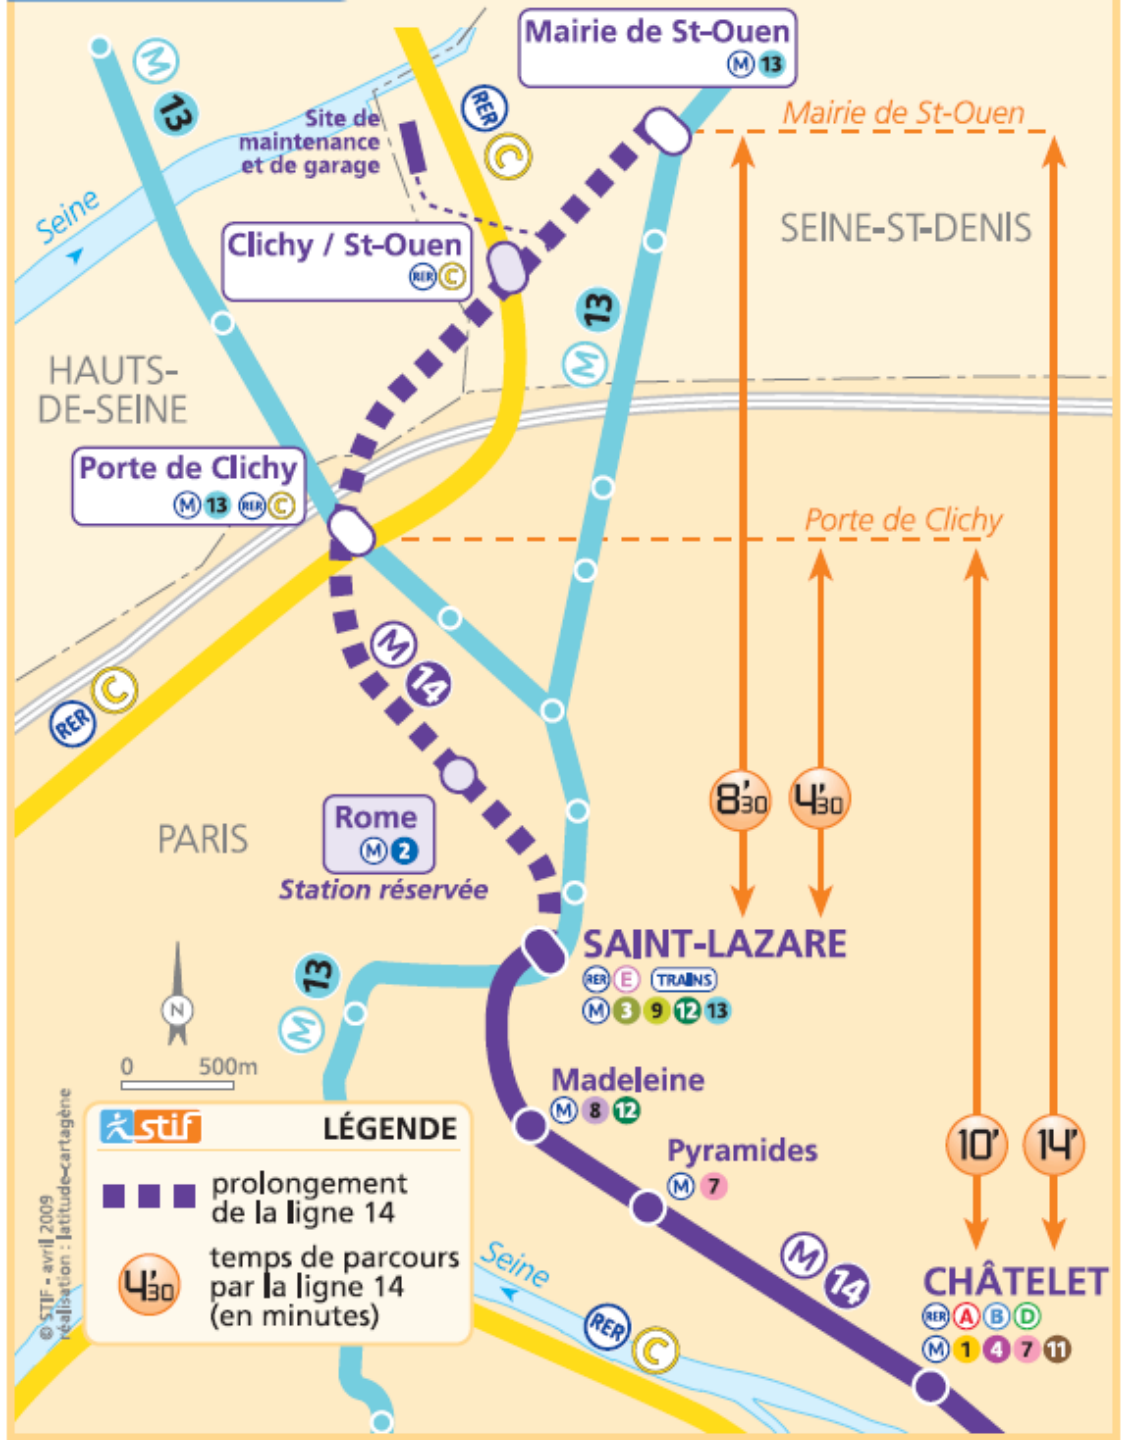 Mairie de St-Ouen
M 13
M
13
RER
C
Site de
maintenance
et de garage
Mairie de St-Ouen
Seine
SEINE-ST-DENIS
Clichy / St-Ouen
RER C
13
M
HAUTS-
DE-SEINE
Porte de Clichy
M 13 RER C
Porte de Clichy
M
14
RER
C
8'30
4'30
PARIS
Rome
M 2
Station réservée
SAINT-LAZARE
RER E TRAINS
M 3 9 12 13
13
M
N
0 500m
Madeleine
M 8 12
Pyramides
M 7
10'
14'
stif
LÉGENDE
prolongement
de la ligne 14
4'30
temps de parcours
par la ligne 14
(en minutes)
© STIF - avril 2009
réalisation : latitude-cartagène
Seine
RER
C
M
14
CHÂTELET
RER A B D
M 1 4 7 11